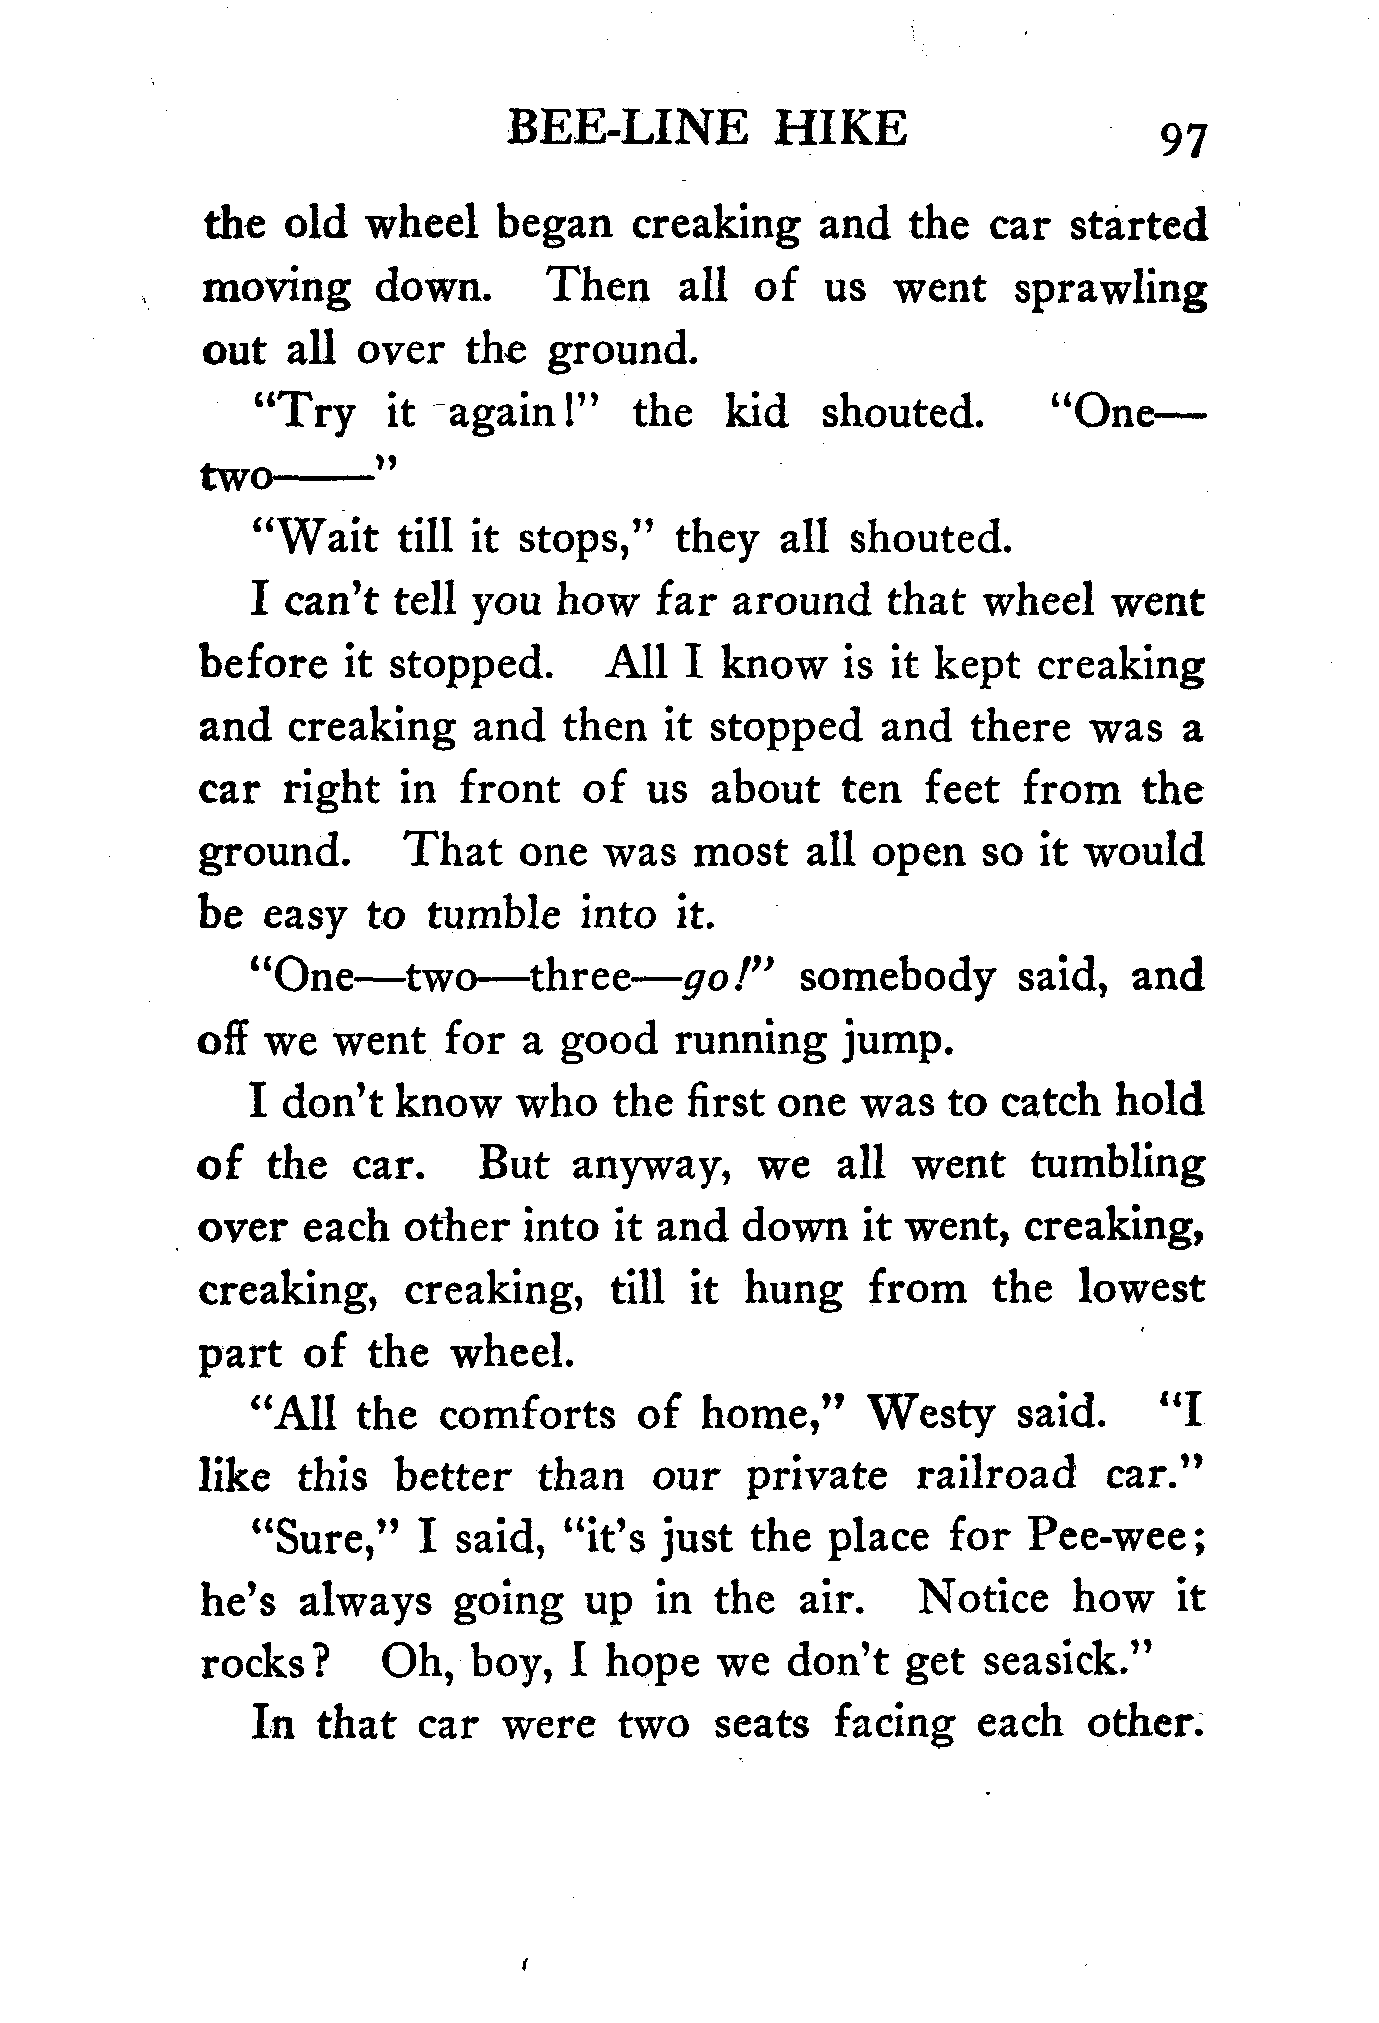 BEE-LINE HIKE 97
the old wheel began creaking and the car started
moving down. Then all of us went sprawling
out all over the ground.
“Try it again!” the kid shouted. “One—
two——”
“Wait till it stops,” they all shouted.
I can’t tell you how far around that wheel went
before it stopped. All I know is it kept creaking
and creaking and then it stopped and there was a
car right in front of us about ten feet from the
ground. That one was most all open so it would
be easy to tumble into it.
“One—two—three—go!” somebody said, and
off we went for a good running jump.
I don’t know who the first one was to catch hold
of the car. But anyway, we all went tumbling
over each other into it and down it went, creaking,
creaking, creaking, till it hung from the lowest
part of the wheel.
“All the comforts of home,” Westy said. “I
like this better than our private railroad car.”
“Sure,” I said, “it’s just the place for Pee-wee;
he’s always going up in the air. Notice how it
rocks? Oh, boy, I hope we don’t get seasick.”
In that car were two seats facing each other.